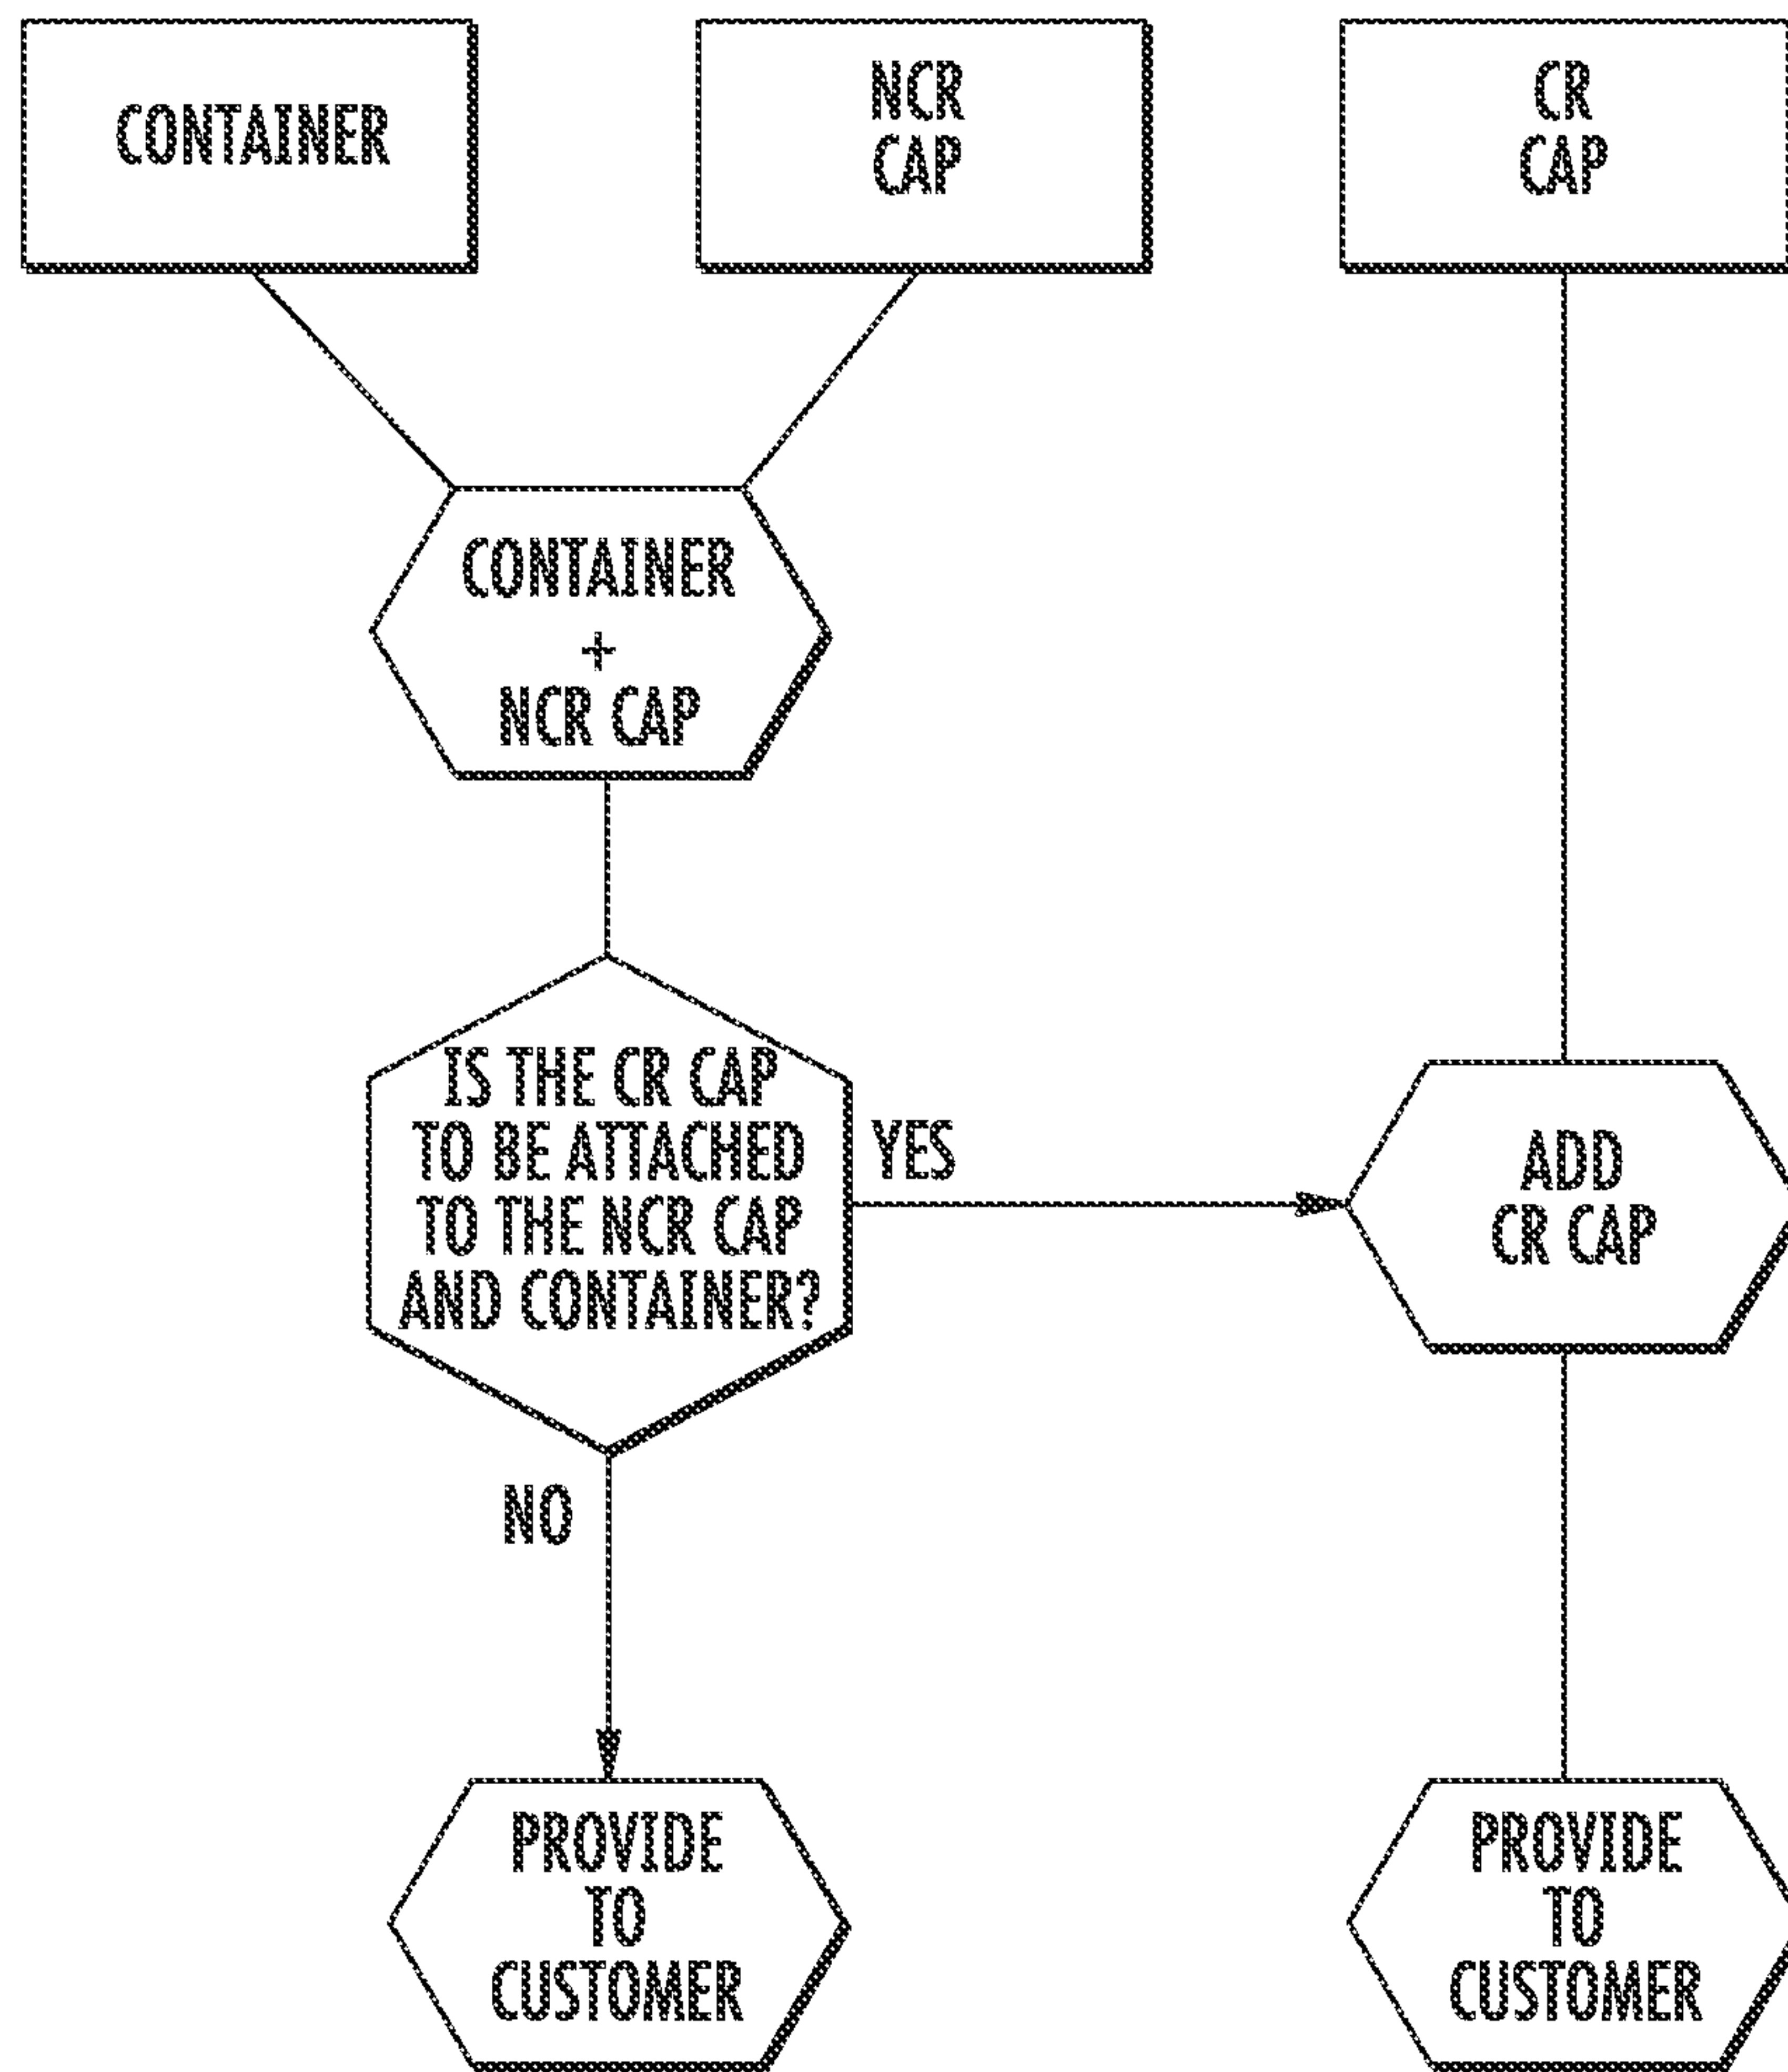 CONTAINER
NCR
CAP
CR
CAP
CONTAINER
+
NCR CAP
IS THE CR CAP
TO BE ATTACHED
TO THE NCR CAP
AND CONTAINER?
YES
ADD
CR CAP
NO
PROVIDE
TO
CUSTOMER
PROVIDE
TO
CUSTOMER